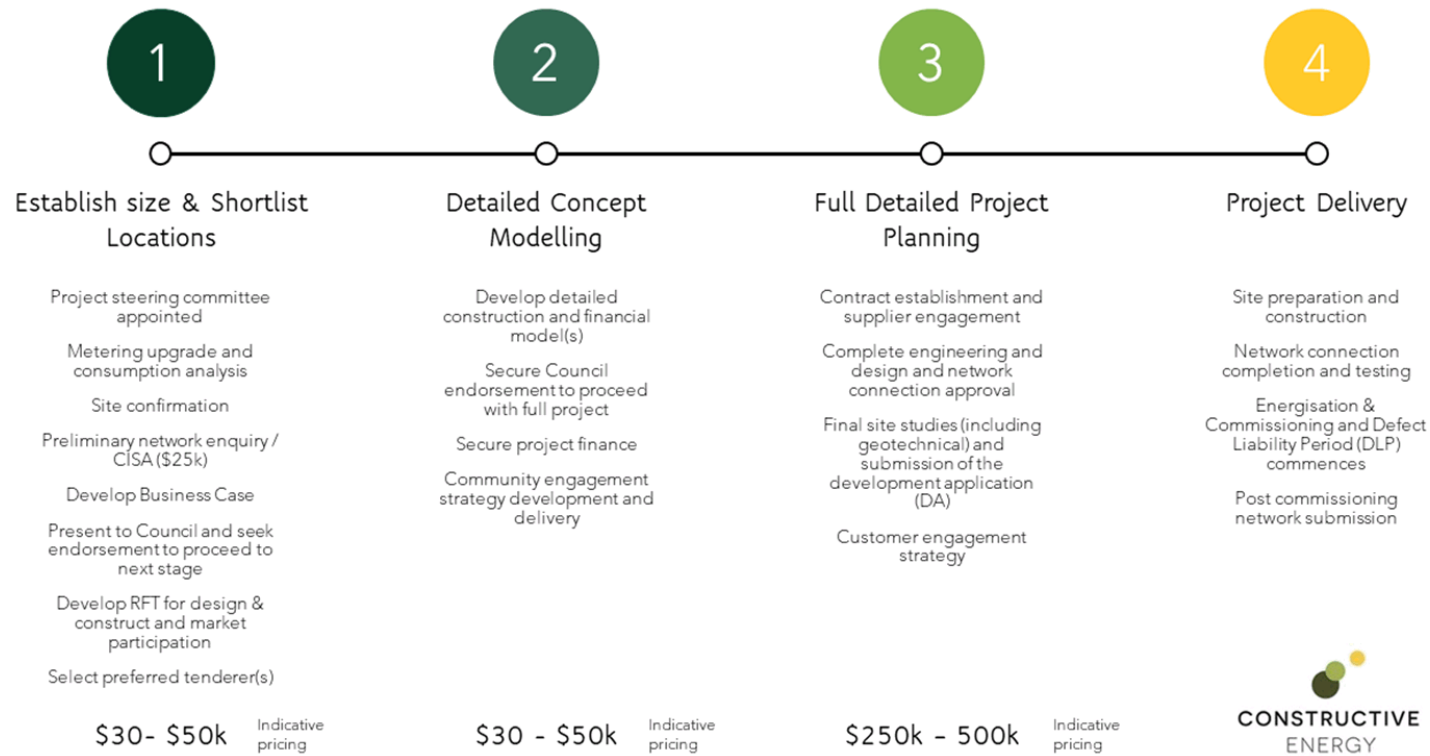 1
2
3
4
Establish size & Shortlist
Locations
Project steering committee
appointed
Metering upgrade and
consumption analysis
Site confirmation
Preliminary network enquiry /
CISA ($25k)
Develop Business Case
Present to Council and seek
endorsement to proceed to
next stage
Develop RFT for design &
construct and market
participation
Select preferred tenderer(s)
$30- $50k
Indicative
pricing
Detailed Concept
Modelling
Develop detailed
construction and financial
model(s)
Secure Council
endorsement to proceed
with full project
Secure project finance
Community engagement
strategy development and
delivery
$30 - $50k
Indicative
pricing
Full Detailed Project
Planning
Contract establishment and
supplier engagement
Complete engineering and
design and network
connection approval
Final site studies (including
geotechnical) and
submission of the
development application
(DA)
Customer engagement
strategy
$250k - 500k
Indicative
pricing
Project Delivery
Site preparation and
construction
Network connection
completion and testing
Energisation &
Commissioning and Defect
Liability Period (DLP)
commences
Post commissioning
network submission
CONSTRUCTIVE
ENERGY